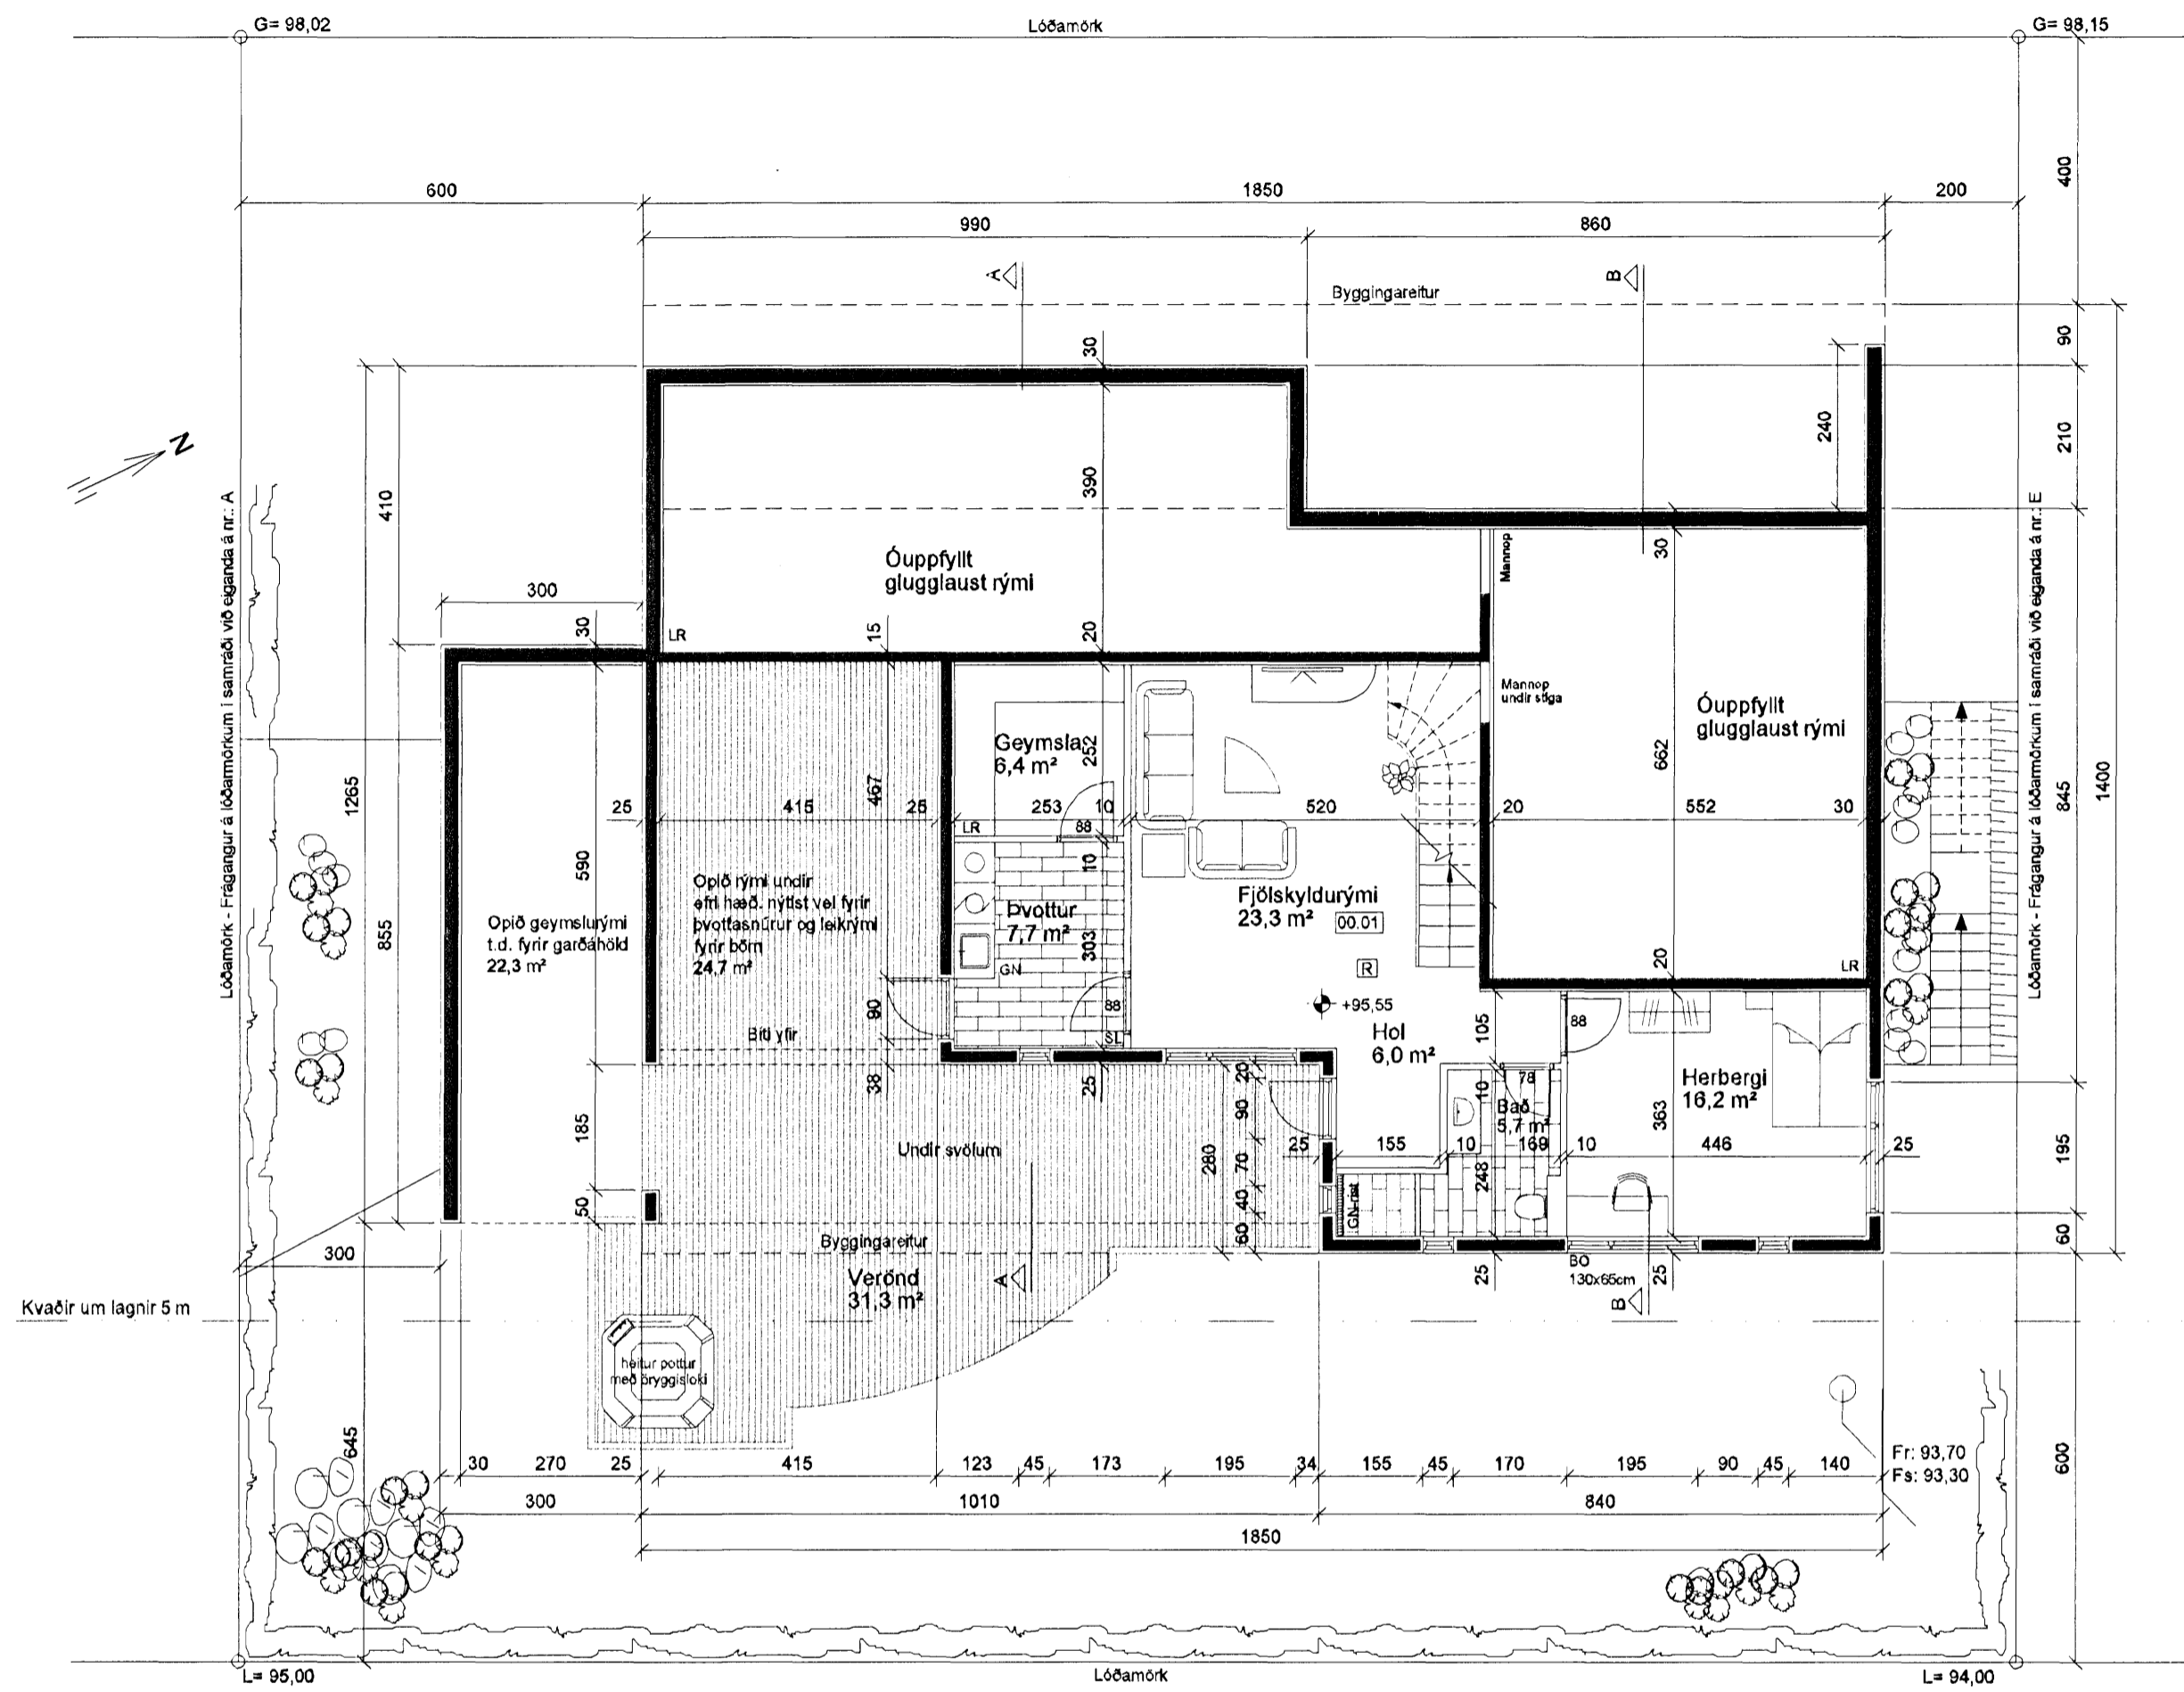 G= 98,02
Lóðamörk
G= 98,15
600
1850
200
400
990
860
A
B
Byggingareitur
30
90
N
410
390
240
210
Lóðamörk - Frágangur á lóðarmörkum í samráði við eiganda á nr.: A
Lóðamörk - Frágangur á lóðarmörkum í samráði við eiganda á nr.: E
Óuppfyllt
glugglaust rými
30
Mannop
300
30
LR
15
20
Mannop
undir stiga
Óuppfyllt
glugglaust rými
Geymsla
6,4 m²
252
662
1265
467
25
415
25
253
10
520
20
552
30
845
1400
LR
88
590
10
Opið rými undir
efri hæð. nýtist vel fyrir
þvottasnúrur og leikrými
fyrir börn
24,7 m²
Fjölskyldurými
23,3 m²
00.01
Þvottur
7,7 m²
303
855
Opið geymslurými
t.d. fyrir garðáhöld
22,3 m²
GN
R
20
LR
90
88
+95,55
SL
Biti yfir
Hol
6,0 m²
105
88
38
25
20
78
10
Herbergi
16,2 m²
90
Bað
5,7 m²
363
185
Undir svölum
280
70
25
155
10
169
10
446
25
195
248
50
40
GN-rist
60
60
Byggingareitur
300
Verönd
31,3 m²
A
25
BO
130x65cm
25
B
Kvaðir um lagnir 5 m
heitur pottur
með öryggisloki
645
Fr: 93,70
Fs: 93,30
600
30
270
25
415
123
45
173
195
34
155
45
170
195
90
45
140
300
1010
840
1850
L= 95,00
Lóðamörk
L= 94,00